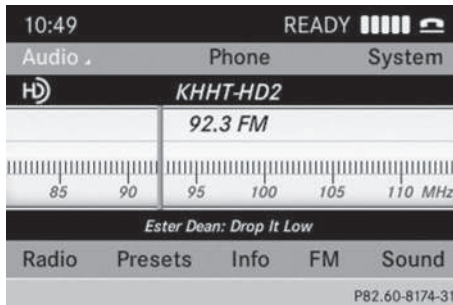 10:49 READY
Audio Phone System
HD KHHT-HD2
92.3 FM
85 90 95 100 105 110 MHz
Ester Dean: Drop It Low
Radio Presets Info FM Sound
P82.60-8174-31